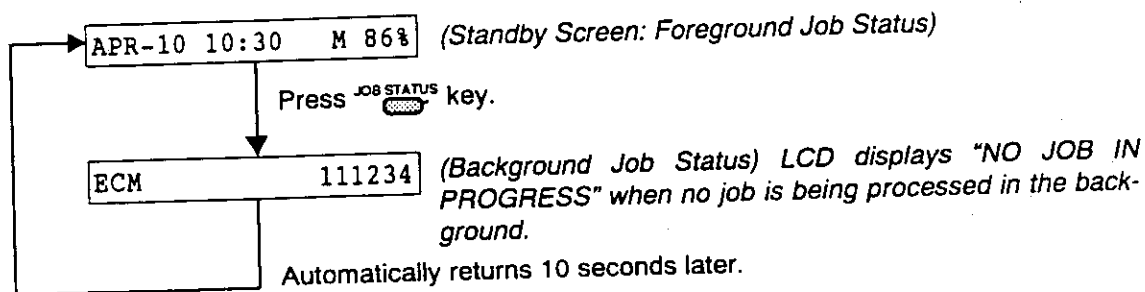 APR-10 10:30 M 86% (Standby Screen: Foreground Job Status)
Press JOB STATUS key.
ECM 111234 (Background Job Status) LCD displays "NO JOB IN
PROGRESS" when no job is being processed in the back-
ground.
Automatically returns 10 seconds later.